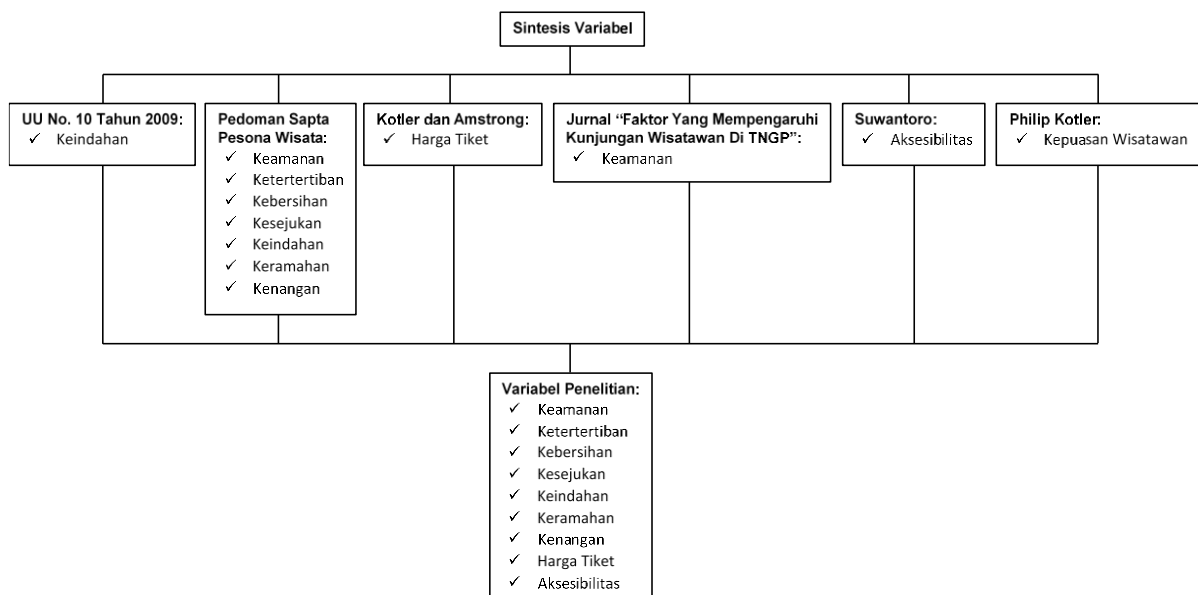 Sintesis Variabel
UU No. 10 Tahun 2009:
✓ Keindahan
Pedoman Sapta
Pesona Wisata:
✓ Keamanan
✓ Ketertertiban
✓ Kebersihan
✓ Kesejukan
✓ Keindahan
✓ Keramahan
✓ Kenangan
Kotler dan Amstrong:
✓ Harga Tiket
Jurnal “Faktor Yang Mempengaruhi
Kunjungan Wisatawan Di TNGP”:
✓ Keamanan
Suwantoro:
✓ Aksesibilitas
Philip Kotler:
✓ Kepuasan Wisatawan
Variabel Penelitian:
✓ Keamanan
✓ Ketertertiban
✓ Kebersihan
✓ Kesejukan
✓ Keindahan
✓ Keramahan
✓ Kenangan
✓ Harga Tiket
✓ Aksesibilitas